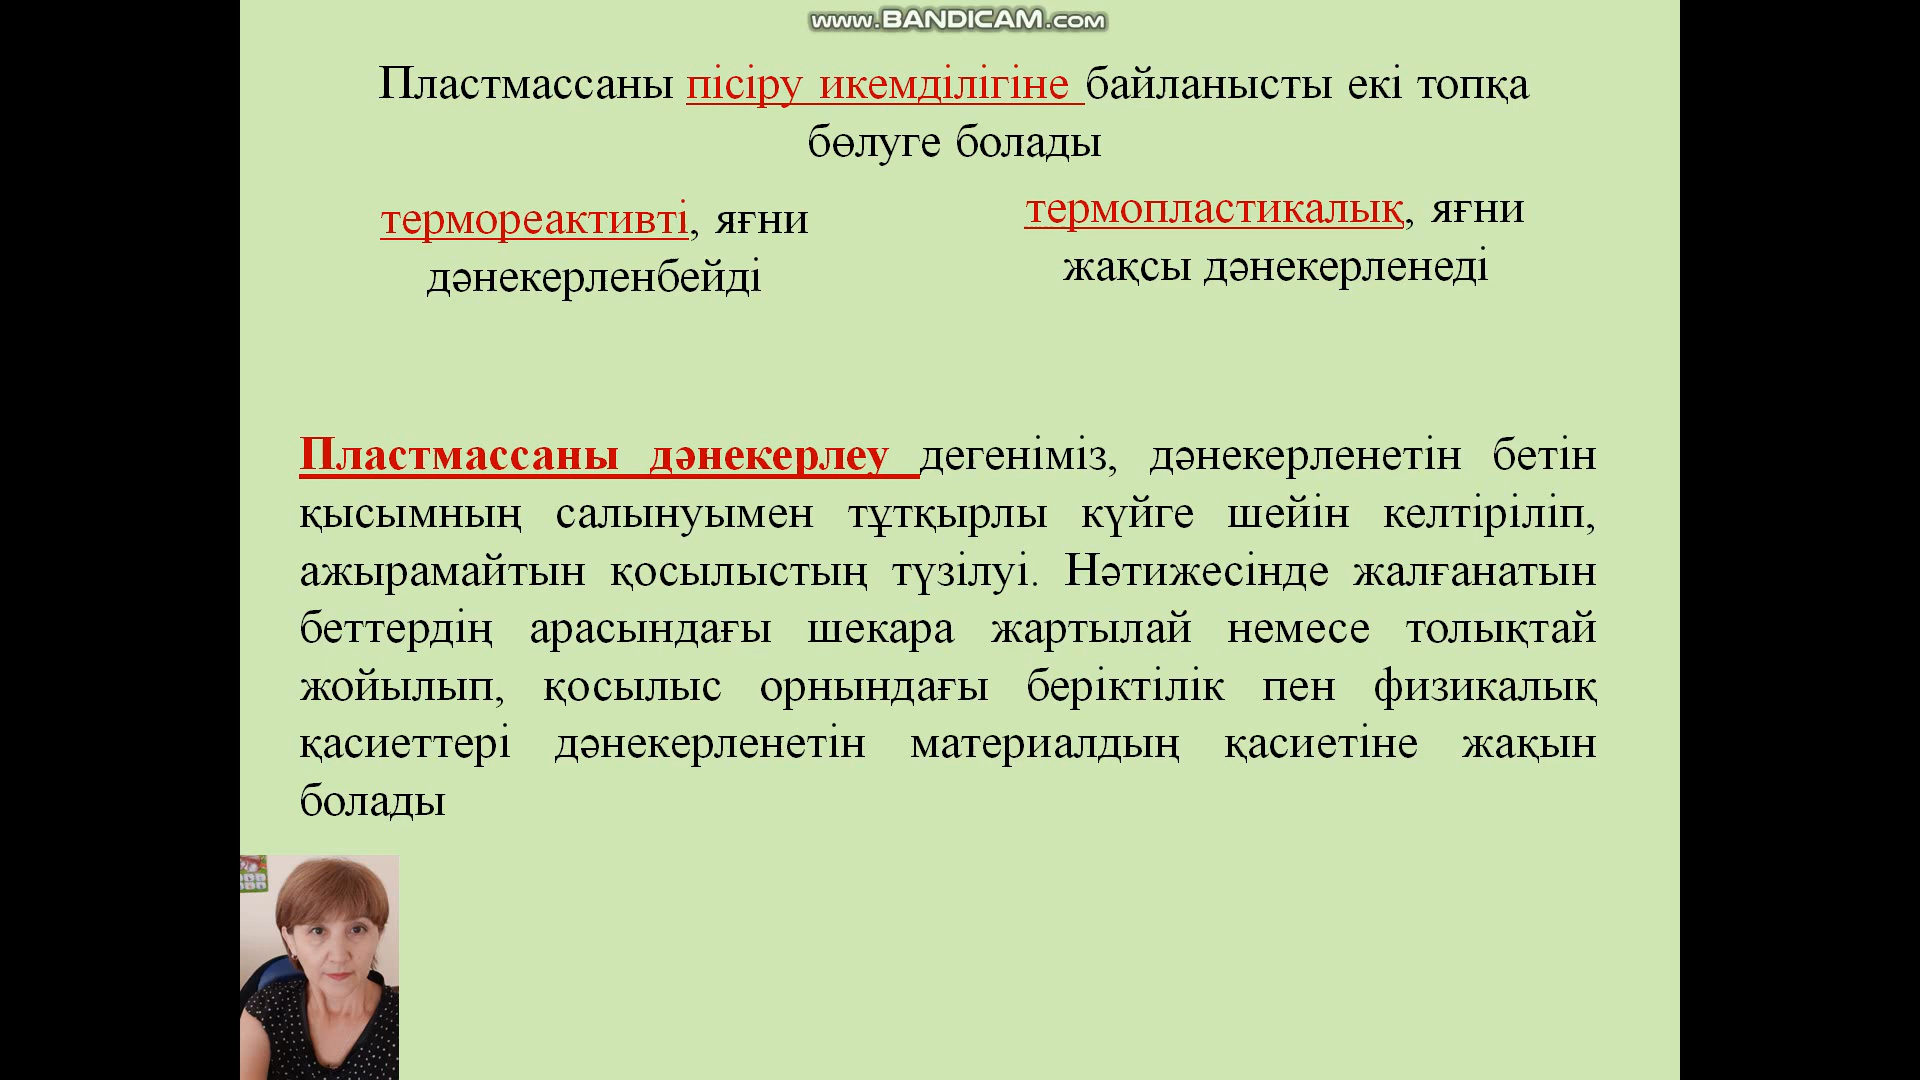 www.BANDICAM.com
Пластмассаны пісіру икемділігіне байланысты екі топқа
бөлуге болады
термореактивті, яғни
дәнекерленбейді
термопластикалық, яғни
жақсы дәнекерленеді
Пластмассаны дәнекерлеу дегеніміз, дәнекерленетін бетін
қысымның салынуымен тұтқырлы күйге шейін келтіріліп,
ажырамайтын қосылыстың түзілуі. Нәтижесінде жалғанатын
беттердің арасындағы шекара жартылай немесе толықтай
жойылып, қосылыс орнындағы беріктілік пен физикалық
қасиеттері дәнекерленетін материалдың қасиетіне жақын
болады